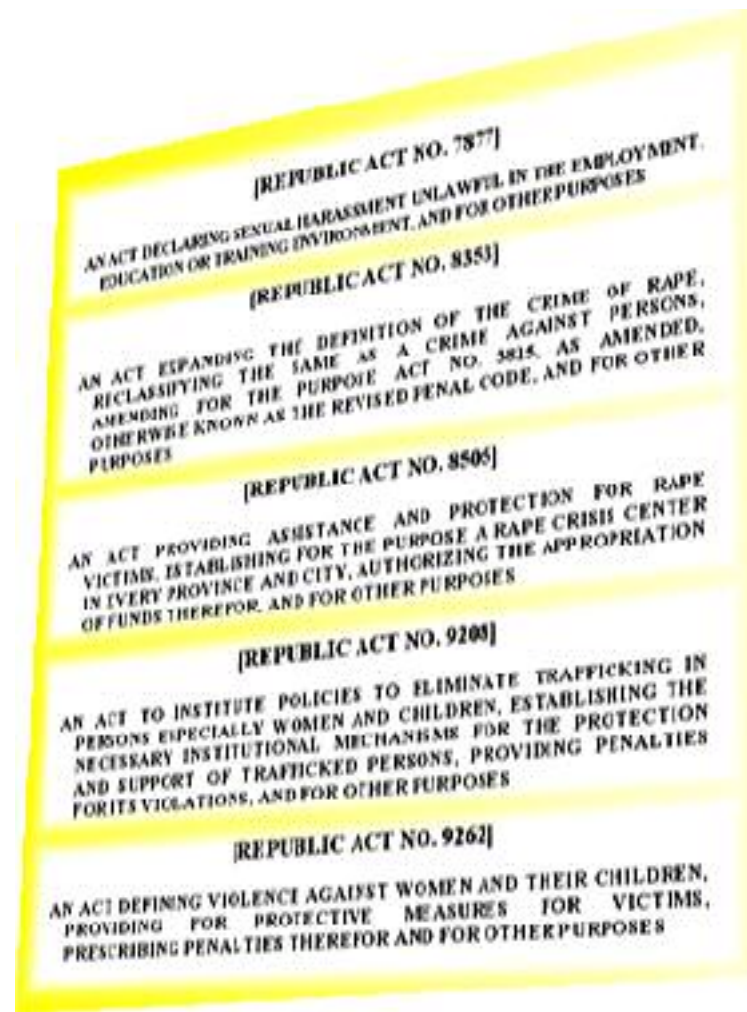 [REPUBLIC ACT NO. 7877]
AN ACT DECLARING SEXUAL HARASSMENT UNLAWFUL IN THE EMPLOYMENT,
EDUCATION OR TRAINING ENVIRONMENT, AND FOR OTHER PURPOSES
[REPUBLIC ACT NO. 8353]
AN ACT EXPANDING THE DEFINITION OF THE CRIME OF RAPE,
RECLASSIFYING THE SAME AS A CRIME AGAINST PERSONS,
AMENDING FOR THE PURPOSE ACT NO. 3815, AS AMENDED,
OTHERWISE KNOWN AS THE REVISED PENAL CODE, AND FOR OTHER
PURPOSES
[REPUBLIC ACT NO. 8505]
AN ACT PROVIDING ASSISTANCE AND PROTECTION FOR RAPE
VICTIMS, ESTABLISHING FOR THE PURPOSE A RAPE CRISIS CENTER
IN EVERY PROVINCE AND CITY, AUTHORIZING THE APPROPRIATION
OF FUNDS THEREFOR, AND FOR OTHER PURPOSES
[REPUBLIC ACT NO. 9208]
AN ACT TO INSTITUTE POLICIES TO ELIMINATE TRAFFICKING IN
PERSONS ESPECIALLY WOMEN AND CHILDREN, ESTABLISHING THE
NECESSARY INSTITUTIONAL MECHANISMS FOR THE PROTECTION
AND SUPPORT OF TRAFFICKED PERSONS, PROVIDING PENALTIES
FOR ITS VIOLATIONS, AND FOR OTHER PURPOSES
[REPUBLIC ACT NO. 9262]
AN ACT DEFINING VIOLENCE AGAINST WOMEN AND THEIR CHILDREN,
PROVIDING FOR PROTECTIVE MEASURES FOR VICTIMS,
PRESCRIBING PENALTIES THEREFOR AND FOR OTHER PURPOSES